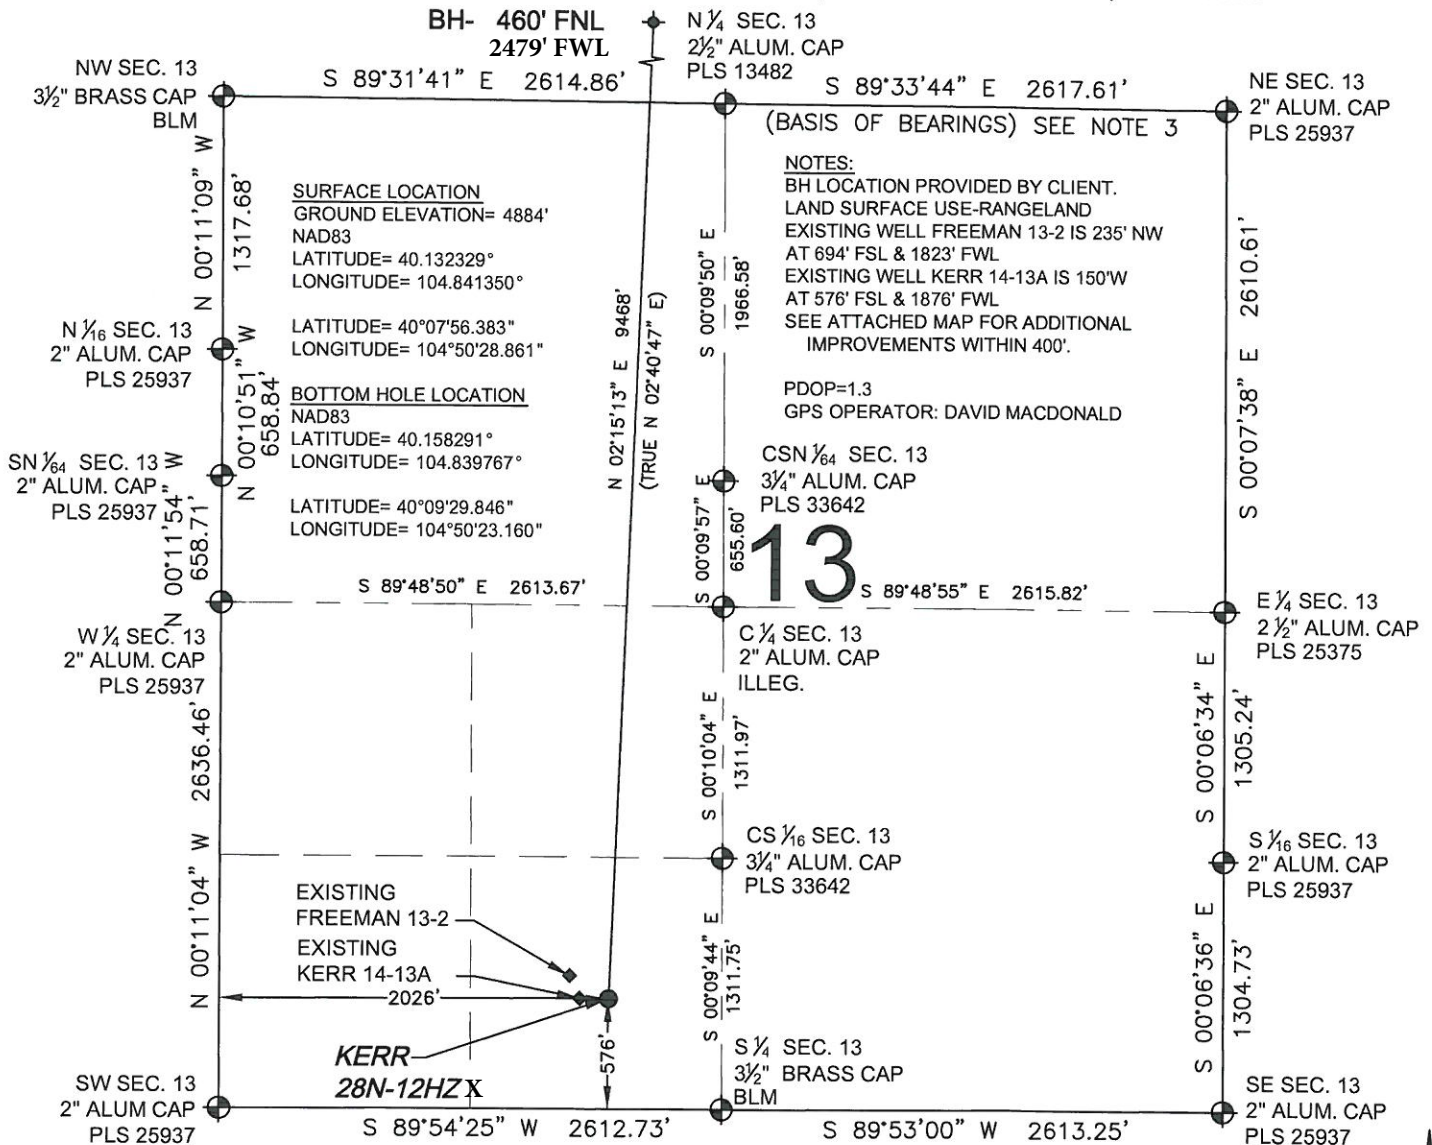 BH- 460' FNL
2479' FWL
N 1/4 SEC. 13
2½" ALUM. CAP
PLS 13482
NW SEC. 13
3½" BRASS CAP
BLM
S 89°31'41" E 2614.86'
S 89°33'44" E 2617.61'
(BASIS OF BEARINGS) SEE NOTE 3
NE SEC. 13
2" ALUM. CAP
PLS 25937
N 00°11'09" W
1317.68'
SURFACE LOCATION
GROUND ELEVATION= 4884'
NAD83
LATITUDE= 40.132329°
LONGITUDE= 104.841350°
LATITUDE= 40°07'56.383"
LONGITUDE= 104°50'28.861"
BOTTOM HOLE LOCATION
NAD83
LATITUDE= 40.158291°
LONGITUDE= 104.839767°
LATITUDE= 40°09'29.846"
LONGITUDE= 104°50'23.160"
N 02°15'13" E 9468'
(TRUE N 02°40'47" E)
S 00°09'50" E
1966.58'
NOTES:
BH LOCATION PROVIDED BY CLIENT.
LAND SURFACE USE-RANGELAND
EXISTING WELL FREEMAN 13-2 IS 235' NW
AT 694' FSL & 1823' FWL
EXISTING WELL KERR 14-13A IS 150'W
AT 576' FSL & 1876' FWL
SEE ATTACHED MAP FOR ADDITIONAL
IMPROVEMENTS WITHIN 400'.
PDOP=1.3
GPS OPERATOR: DAVID MACDONALD
S 00°07'38" E 2610.61'
N 1/16 SEC. 13
2" ALUM. CAP
PLS 25937
N 00°10'51" W
658.84'
SN 1/64 SEC. 13
2" ALUM. CAP
PLS 25937
N 00°11'54" W
658.71'
CSN 1/64 SEC. 13
3¼" ALUM. CAP
PLS 33642
S 00°09'57" E
655.60'
13
S 89°48'50" E 2613.67'
S 89°48'55" E 2615.82'
W 1/4 SEC. 13
2" ALUM. CAP
PLS 25937
C 1/4 SEC. 13
2" ALUM. CAP
ILLEG.
E 1/4 SEC. 13
2 ½" ALUM. CAP
PLS 25375
N 00°11'04" W 2636.46'
S 00°10'04" E
1311.97'
S 00°06'34" E
1305.24'
CS 1/16 SEC. 13
3¼" ALUM. CAP
PLS 33642
S 1/16 SEC. 13
2" ALUM. CAP
PLS 25937
EXISTING
FREEMAN 13-2
EXISTING
KERR 14-13A
2026'
576'
S 00°09'44" E
1311.75'
S 00°06'36" E
1304.73'
KERR
28N-12HZ X
SW SEC. 13
2" ALUM CAP
PLS 25937
S 1/4 SEC. 13
3½" BRASS CAP
BLM
SE SEC. 13
2" ALUM. CAP
PLS 25937
S 89°54'25" W 2612.73'
S 89°53'00" W 2613.25'